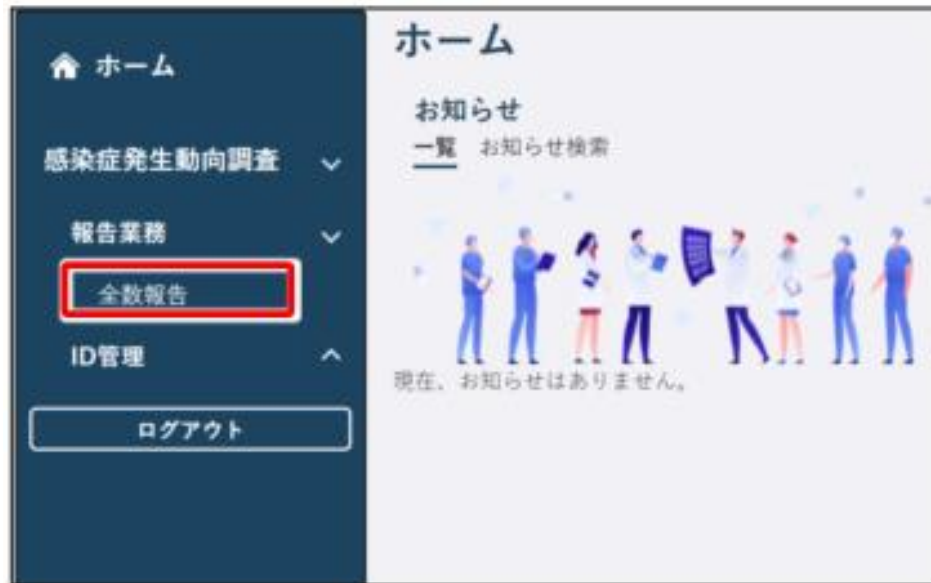 ホーム
感染症発生動向調査
報告業務
全数報告
ID管理
ログアウト
ホーム
お知らせ
一覧 お知らせ検索
現在、お知らせはありません。